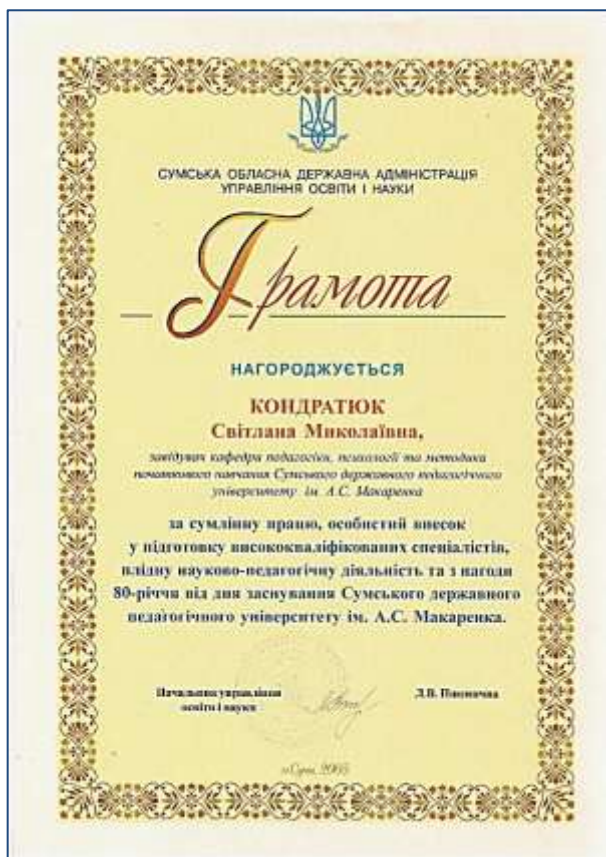 СУМСЬКА ОБЛАСНА ДЕРЖАВНА АДМІНІСТРАЦІЯ
УПРАВЛІННЯ ОСВІТИ І НАУКИ
Грамота
НАГОРОДЖУЄТЬСЯ
КОНДРАТЮК
Світлана Миколаївна,
завідувач кафедри педагогіки, психології та методики
початкового навчання Сумського державного педагогічного
університету ім. А.С. Макаренка
за сумлінну працю, особистий внесок
у підготовку висококваліфікованих спеціалістів,
плідну науково-педагогічну діяльність та з нагоди
80-річчя від дня заснування Сумського державного
педагогічного університету ім. А.С. Макаренка.
Начальник управління
освіти і науки
м.Суми, 2005